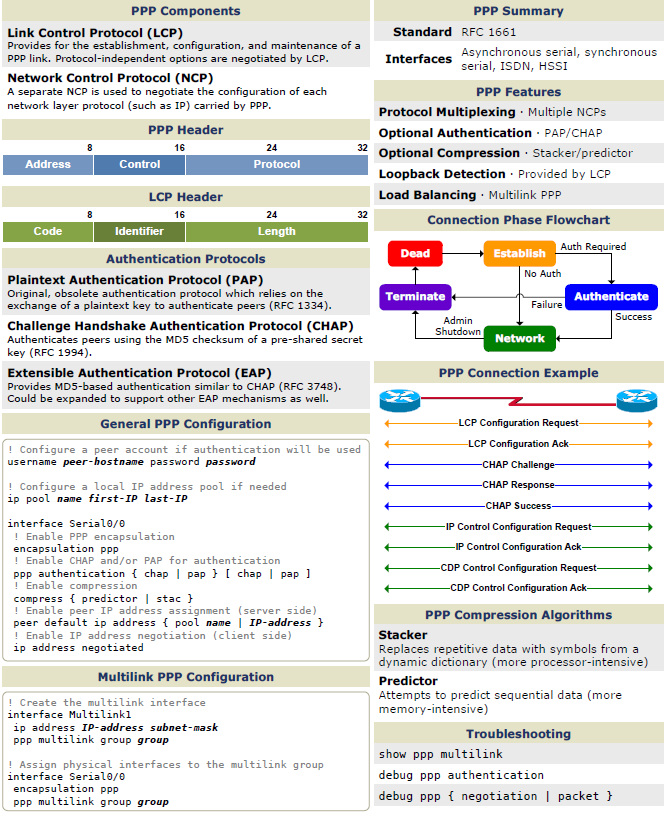 PPP Components
Link Control Protocol (LCP)
Provides for the establishment, configuration, and maintenance of a
PPP link. Protocol-independent options are negotiated by LCP.
Network Control Protocol (NCP)
A separate NCP is used to negotiate the configuration of each
network layer protocol (such as IP) carried by PPP.
PPP Header
8 16 24 32
Address Control Protocol
LCP Header
8 16 24 32
Code Identifier Length
Authentication Protocols
Plaintext Authentication Protocol (PAP)
Original, obsolete authentication protocol which relies on the
exchange of a plaintext key to authenticate peers (RFC 1334).
Challenge Handshake Authentication Protocol (CHAP)
Authenticates peers using the MD5 checksum of a pre-shared secret
key (RFC 1994).
Extensible Authentication Protocol (EAP)
Provides MD5-based authentication similar to CHAP (RFC 3748).
Could be expanded to support other EAP mechanisms as well.
General PPP Configuration
! Configure a peer account if authentication will be used
username peer-hostname password password
! Configure a local IP address pool if needed
ip pool name first-IP last-IP
interface Serial0/0
! Enable PPP encapsulation
encapsulation ppp
! Enable CHAP and/or PAP for authentication
ppp authentication { chap | pap } [ chap | pap ]
! Enable compression
compress { predictor | stac }
! Enable peer IP address assignment (server side)
peer default ip address { pool name | IP-address }
! Enable IP address negotiation (client side)
ip address negotiated
Multilink PPP Configuration
! Create the multilink interface
interface Multilink1
ip address IP-address subnet-mask
ppp multilink group group
! Assign physical interfaces to the multilink group
interface Serial0/0
encapsulation ppp
ppp multilink group group
PPP Summary
Standard RFC 1661
Interfaces Asynchronous serial, synchronous
serial, ISDN, HSSI
PPP Features
Protocol Multiplexing · Multiple NCPs
Optional Authentication · PAP/CHAP
Optional Compression · Stacker/predictor
Loopback Detection · Provided by LCP
Load Balancing · Multilink PPP
Connection Phase Flowchart
Dead
Establish
Auth Required
No Auth
Terminate
Authenticate
Failure
Success
Admin
Shutdown
Network
PPP Connection Example
LCP Configuration Request
LCP Configuration Ack
CHAP Challenge
CHAP Response
CHAP Success
IP Control Configuration Request
IP Control Configuration Ack
CDP Control Configuration Request
CDP Control Configuration Ack
PPP Compression Algorithms
Stacker
Replaces repetitive data with symbols from a
dynamic dictionary (more processor-intensive)
Predictor
Attempts to predict sequential data (more
memory-intensive)
Troubleshooting
show ppp multilink
debug ppp authentication
debug ppp { negotiation | packet }